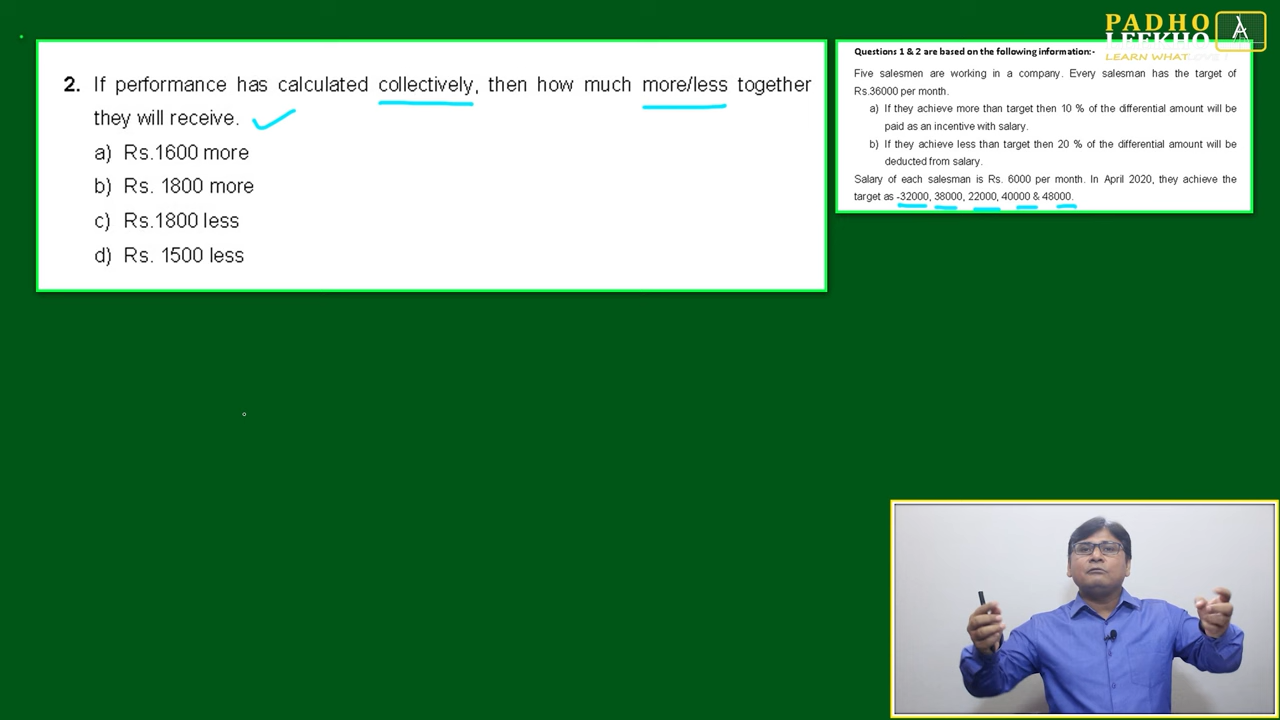 PADHO
LEEKHO
LEARN WHAT
2. If performance has calculated collectively, then how much more/less together
they will receive.
a) Rs.1600 more
b) Rs. 1800 more
c) Rs.1800 less
d) Rs. 1500 less
Questions 1 & 2 are based on the following information:-
Five salesmen are working in a company. Every salesman has the target of
Rs.36000 per month.
a) If they achieve more than target then 10 % of the differential amount will be
paid as an incentive with salary.
b) If they achieve less than target then 20 % of the differential amount will be
deducted from salary.
Salary of each salesman is Rs. 6000 per month. In April 2020, they achieve the
target as -32000, 38000, 22000, 40000 & 48000.